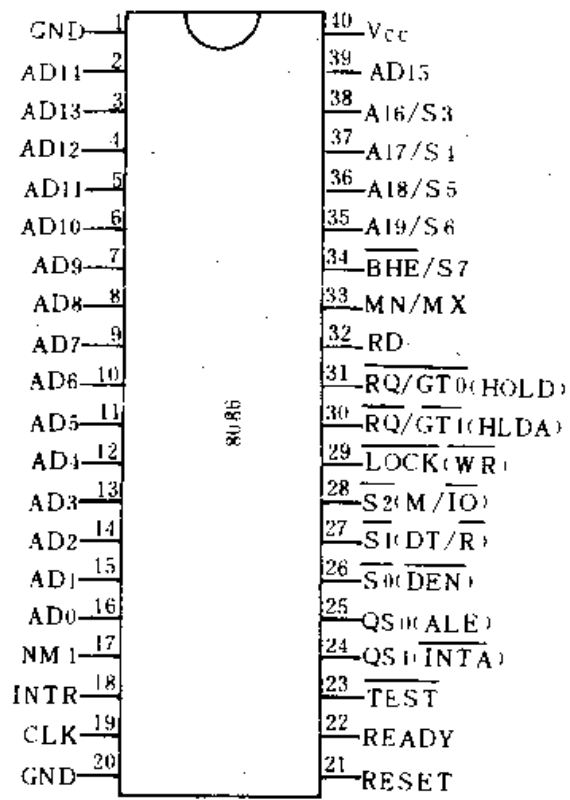 GND 1 40 Vcc
AD14 2 39 AD15
AD13 3 38 A16/S3
AD12 4 37 A17/S4
AD11 5 36 A18/S5
AD10 6 35 A19/S6
AD9 7 34 BHE/S7
AD8 8 33 MN/MX
AD7 9 32 RD
AD6 10 31 RQ/GT0(HOLD)
AD5 11 30 RQ/GT1(HLDA)
AD4 12 29 LOCK(WR)
AD3 13 28 S2(M/IO)
AD2 14 27 S1(DT/R)
AD1 15 26 S0(DEN)
AD0 16 25 QS0(ALE)
NMI 17 24 QS1(INTA)
INTR 18 23 TEST
CLK 19 22 READY
GND 20 21 RESET
8086